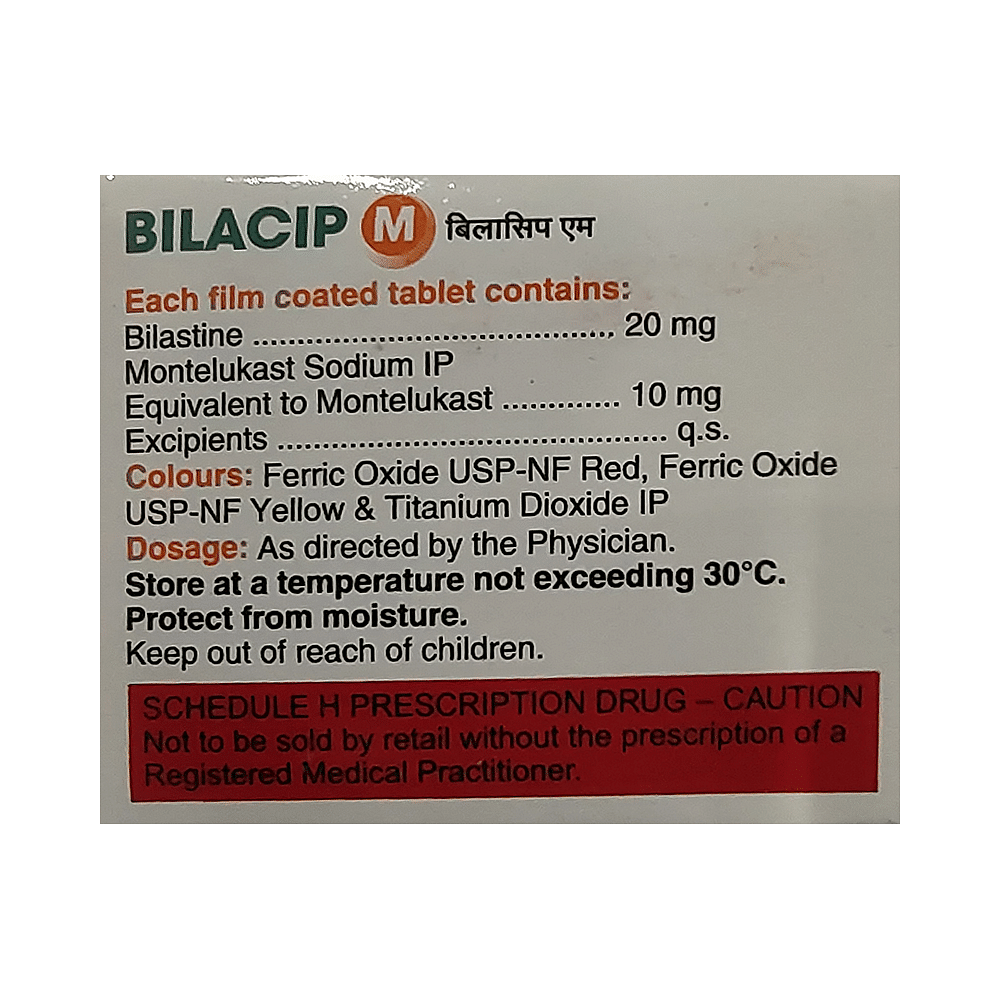 BILACIP M बिलासिप एम
Each film coated tablet contains:
Bilastine ........................................., 20 mg
Montelukast Sodium IP
Equivalent to Montelukast ............. 10 mg
Excipients ............................................ q.s.
Colours: Ferric Oxide USP-NF Red, Ferric Oxide
USP-NF Yellow & Titanium Dioxide IP
Dosage: As directed by the Physician.
Store at a temperature not exceeding 30°C.
Protect from moisture.
Keep out of reach of children.
SCHEDULE H PRESCRIPTION DRUG – CAUTION
Not to be sold by retail without the prescription of a
Registered Medical Practitioner.